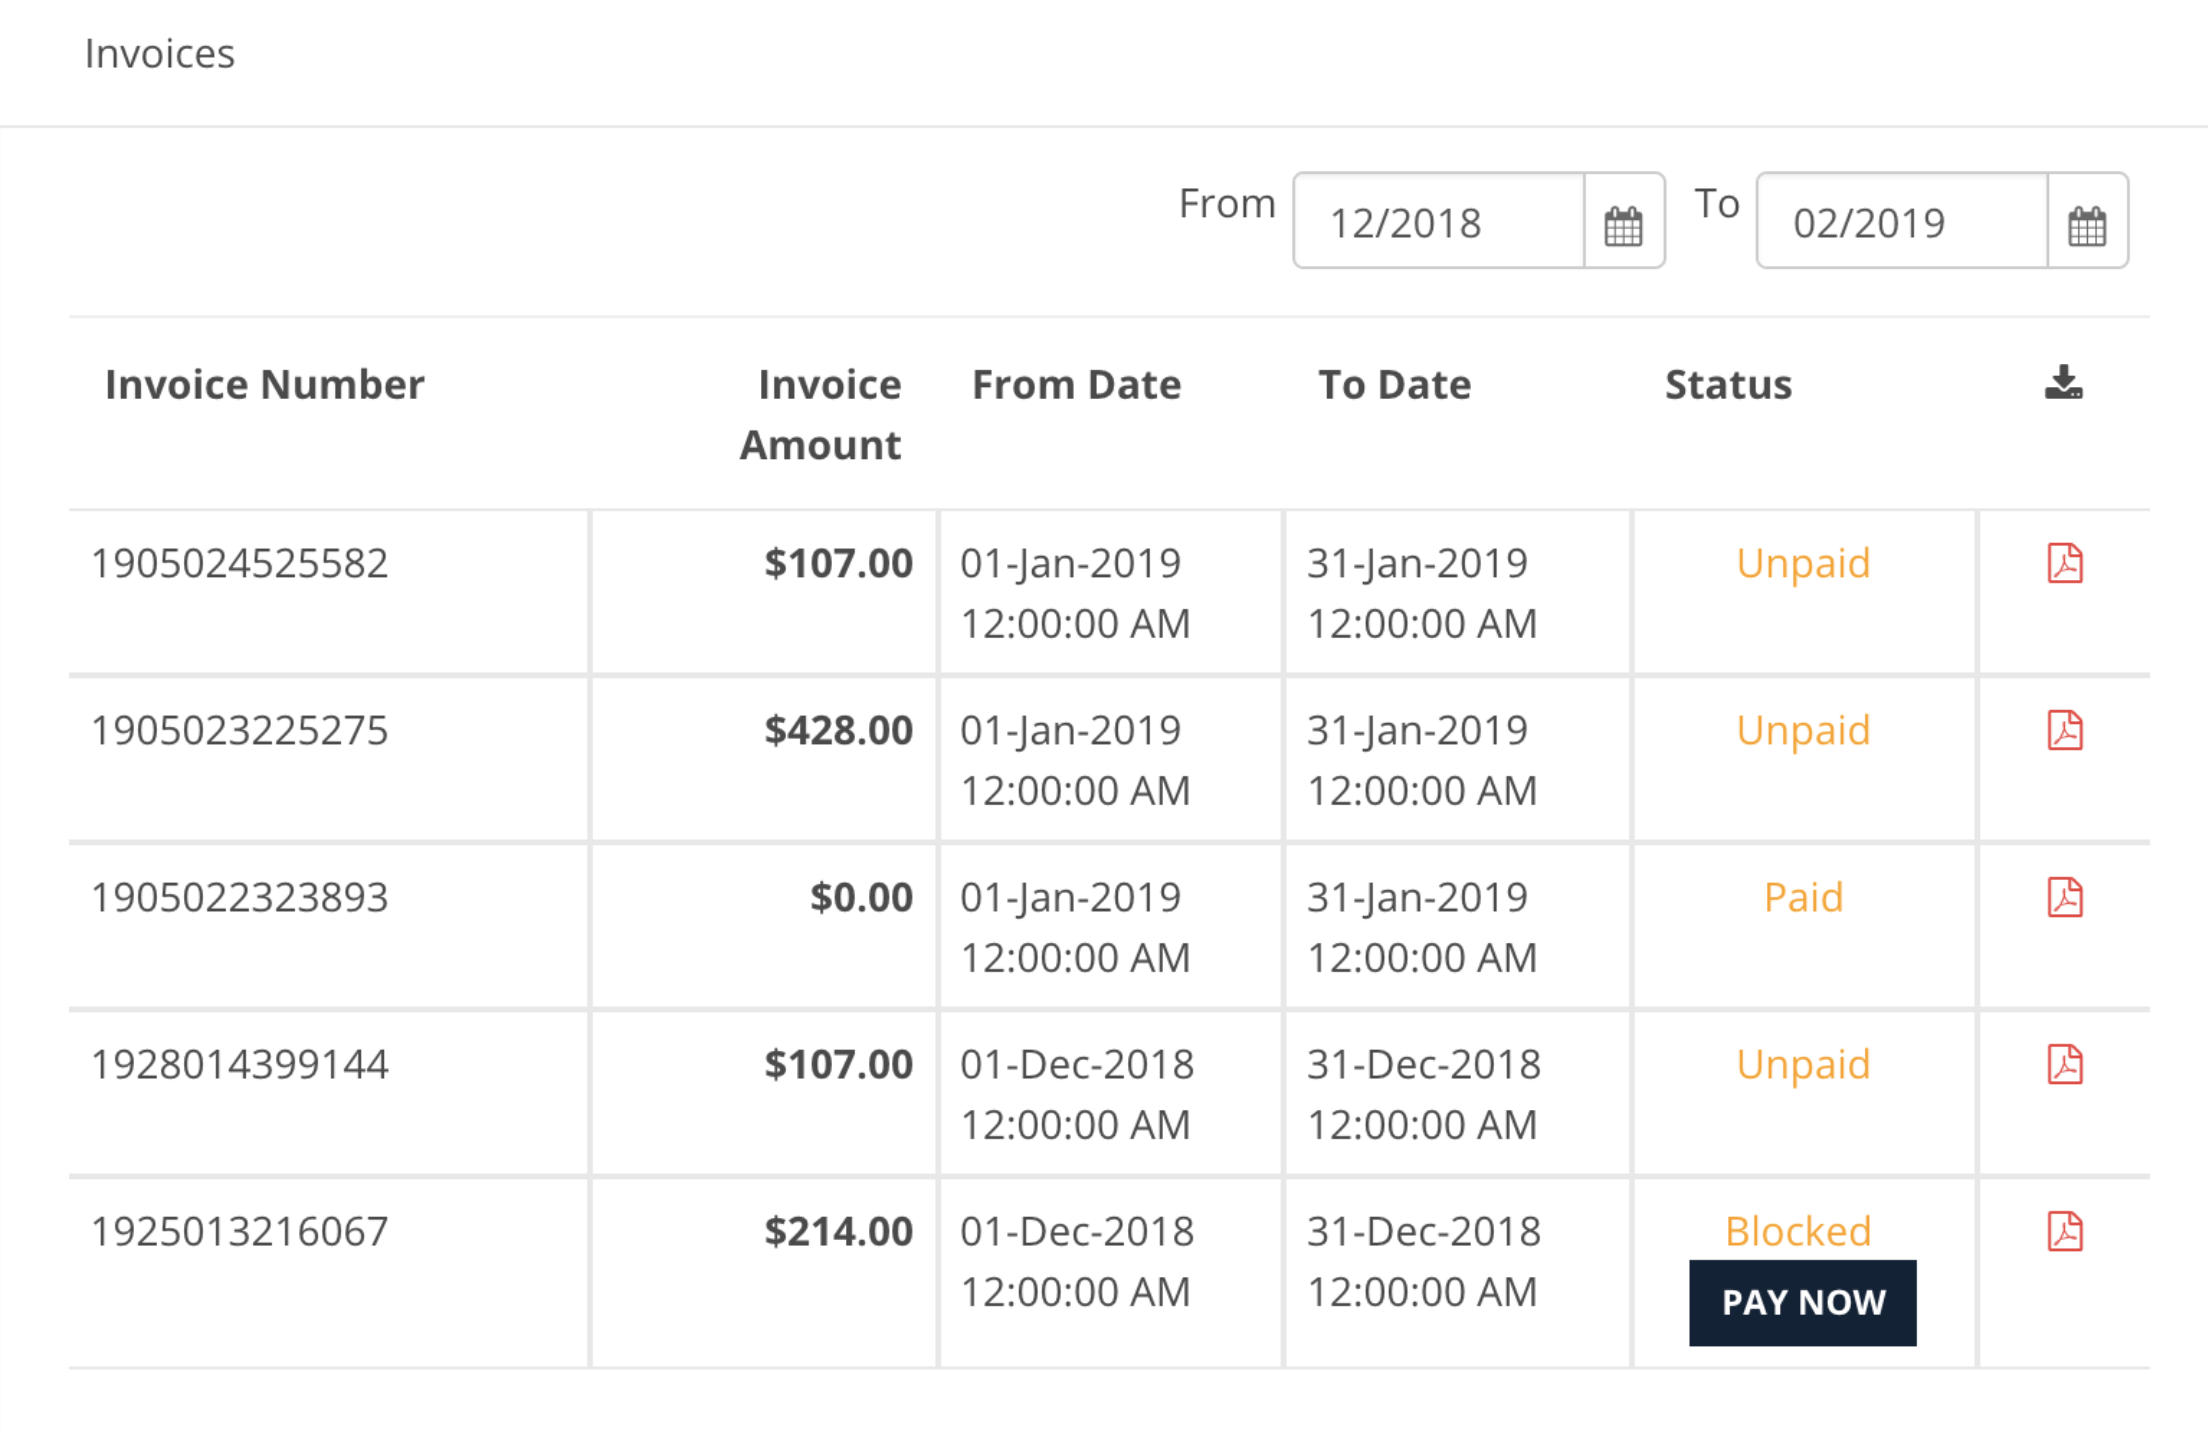 Invoices
From 12/2018 To 02/2019
Invoice Number Invoice Amount From Date To Date Status
1905024525582 $107.00 01-Jan-2019 12:00:00 AM 31-Jan-2019 12:00:00 AM Unpaid
1905023225275 $428.00 01-Jan-2019 12:00:00 AM 31-Jan-2019 12:00:00 AM Unpaid
1905022323893 $0.00 01-Jan-2019 12:00:00 AM 31-Jan-2019 12:00:00 AM Paid
1928014399144 $107.00 01-Dec-2018 12:00:00 AM 31-Dec-2018 12:00:00 AM Unpaid
1925013216067 $214.00 01-Dec-2018 12:00:00 AM 31-Dec-2018 12:00:00 AM Blocked
PAY NOW